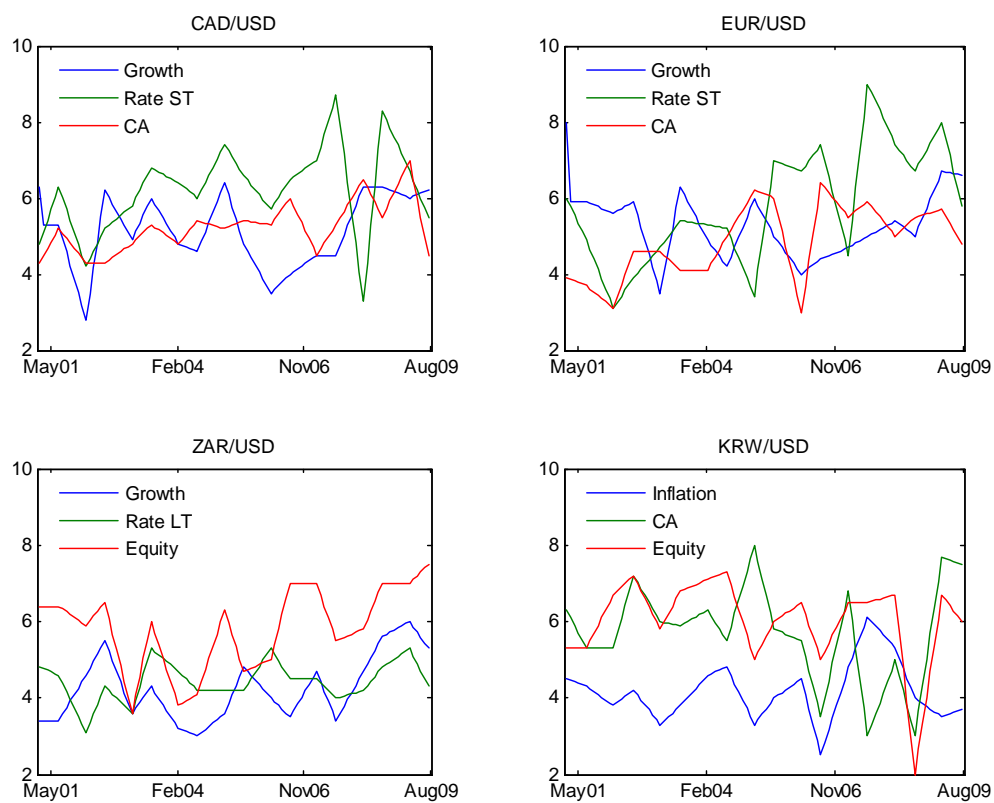 CAD/USD
10
8
6
4
2
Growth
Rate ST
CA
May01 Feb04 Nov06 Aug09
EUR/USD
10
8
6
4
2
Growth
Rate ST
CA
May01 Feb04 Nov06 Aug09
ZAR/USD
10
8
6
4
2
Growth
Rate LT
Equity
May01 Feb04 Nov06 Aug09
KRW/USD
10
8
6
4
2
Inflation
CA
Equity
May01 Feb04 Nov06 Aug09